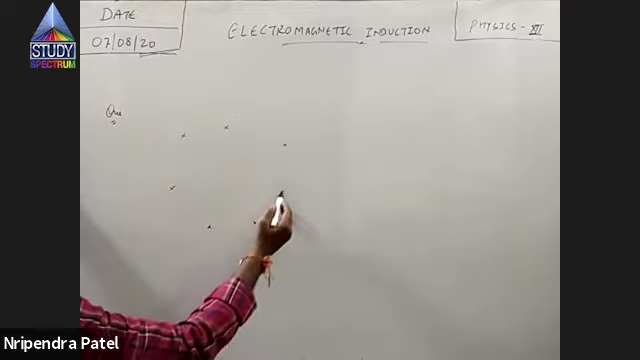 DATE
07/08/20
ELECTROMAGNETIC INDUCTION
PHYSICS - XII
STUDY
SPECTRUM
Que
Nripendra Patel